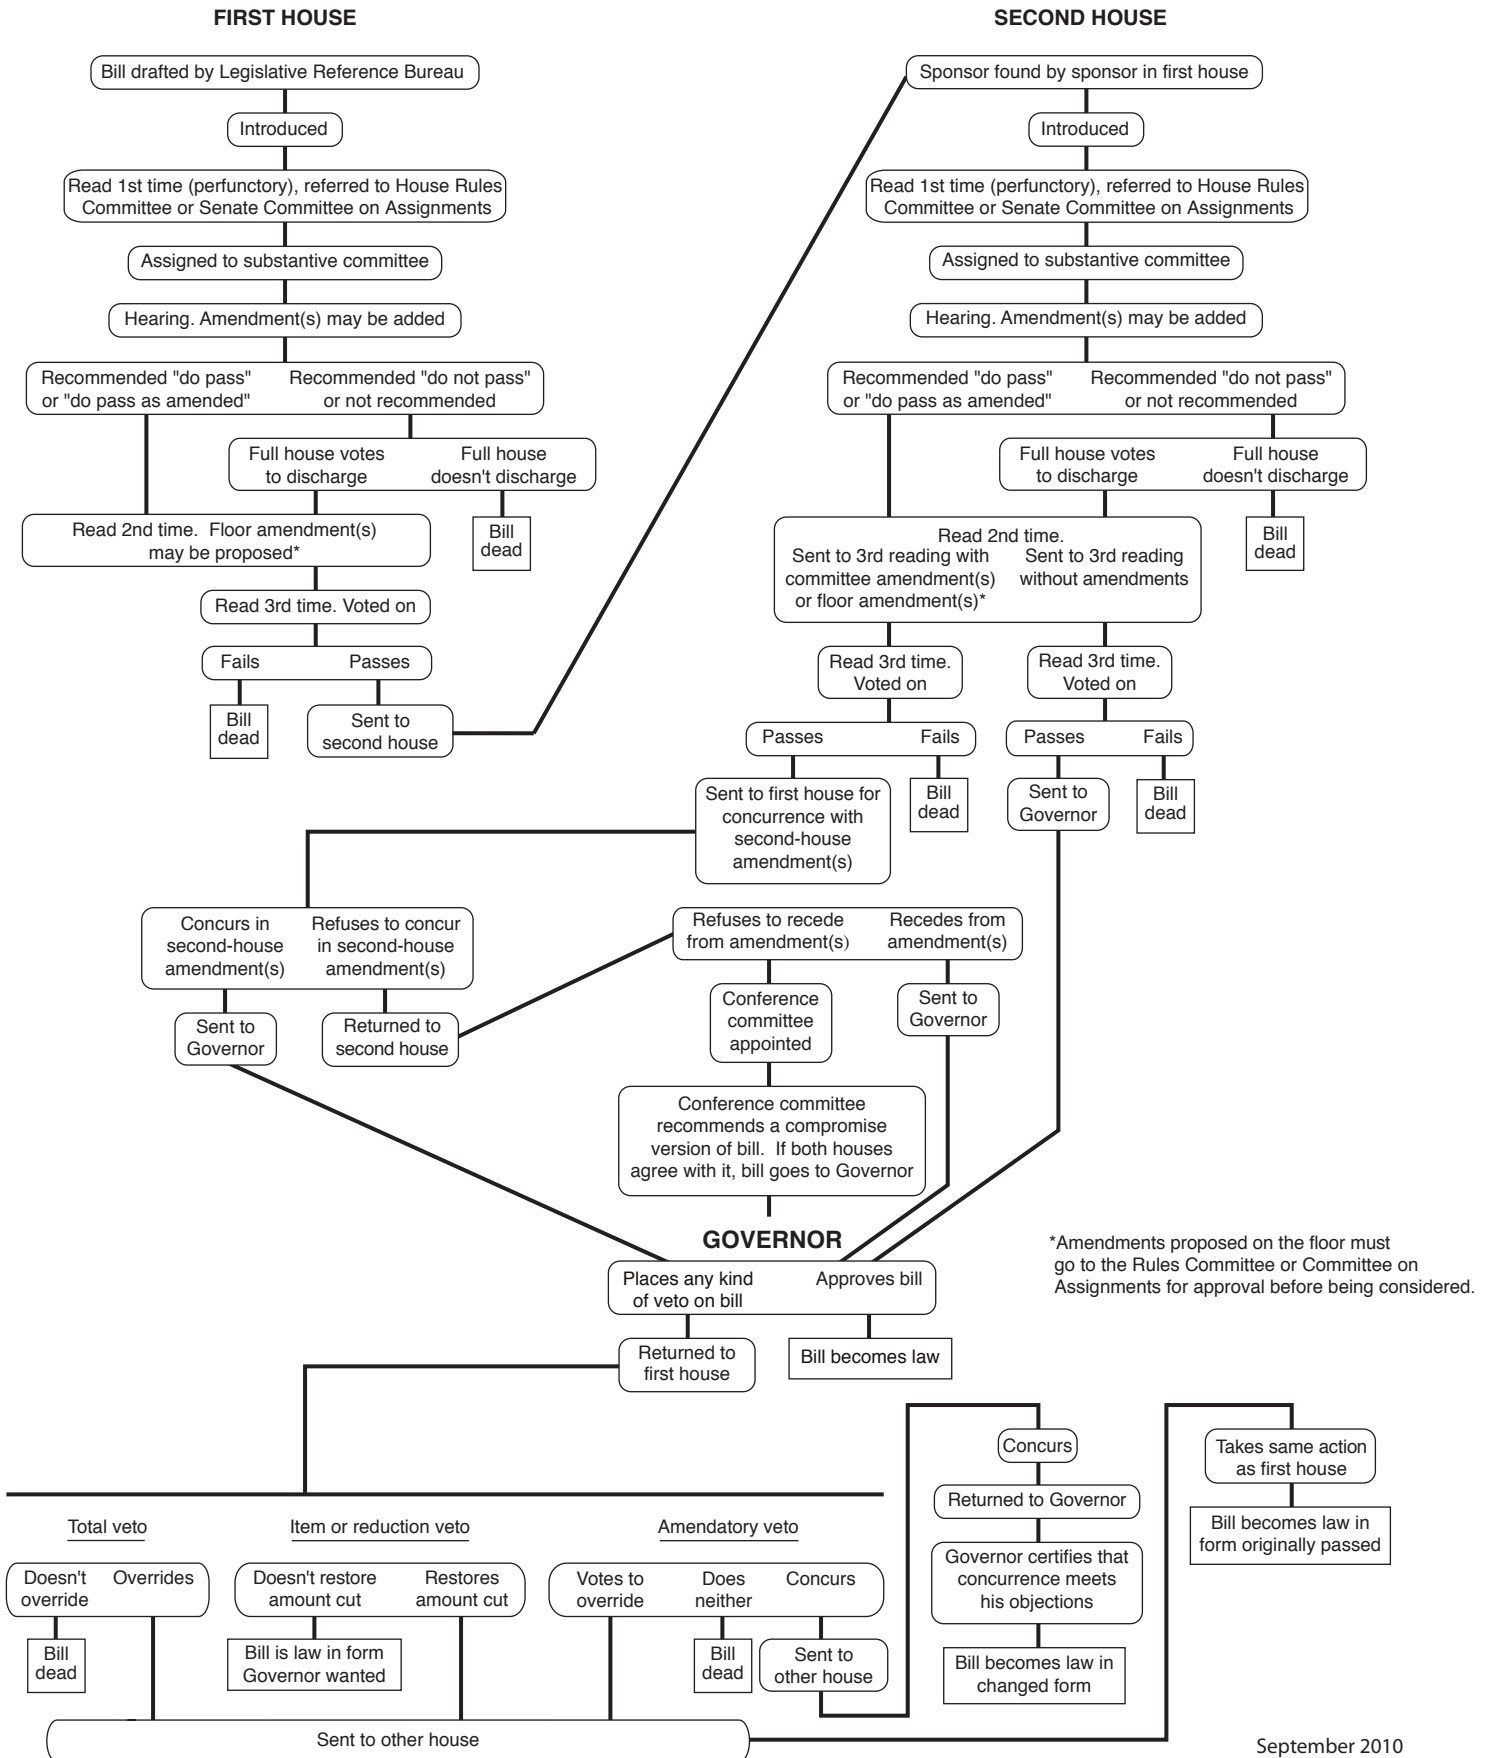 FIRST HOUSE
Bill drafted by Legislative Reference Bureau
Introduced
Read 1st time (perfunctory), referred to House Rules
Committee or Senate Committee on Assignments
Assigned to substantive committee
Hearing. Amendment(s) may be added
Recommended "do pass"
or "do pass as amended"
Recommended "do not pass"
or not recommended
Full house votes
to discharge
Full house
doesn't discharge
Bill
dead
Read 2nd time.  Floor amendment(s)
may be proposed*
Read 3rd time. Voted on
Fails
Passes
Bill
dead
Sent to
second house
SECOND HOUSE
Sponsor found by sponsor in first house
Introduced
Read 1st time (perfunctory), referred to House Rules
Committee or Senate Committee on Assignments
Assigned to substantive committee
Hearing. Amendment(s) may be added
Recommended "do pass"
or "do pass as amended"
Recommended "do not pass"
or not recommended
Full house votes
to discharge
Full house
doesn't discharge
Bill
dead
Read 2nd time.
Sent to 3rd reading with
committee amendment(s)
or floor amendment(s)*
Sent to 3rd reading
without amendments
Read 3rd time.
Voted on
Read 3rd time.
Voted on
Passes
Fails
Passes
Fails
Sent to first house for
concurrence with
second-house
amendment(s)
Bill
dead
Sent to
Governor
Bill
dead
Concurs in
second-house
amendment(s)
Refuses to concur
in second-house
amendment(s)
Sent to
Governor
Returned to
second house
Refuses to recede
from amendment(s)
Recedes from
amendment(s)
Conference
committee
appointed
Sent to
Governor
Conference committee
recommends a compromise
version of bill.  If both houses
agree with it, bill goes to Governor
GOVERNOR
Places any kind
of veto on bill
Approves bill
Returned to
first house
Bill becomes law
*Amendments proposed on the floor must
go to the Rules Committee or Committee on
Assignments for approval before being considered.
Total veto
Doesn't
override
Overrides
Bill
dead
Item or reduction veto
Doesn't restore
amount cut
Restores
amount cut
Bill is law in form
Governor wanted
Amendatory veto
Votes to
override
Does
neither
Concurs
Bill
dead
Sent to
other house
Sent to other house
Concurs
Returned to Governor
Governor certifies that
concurrence meets
his objections
Bill becomes law in
changed form
Takes same action
as first house
Bill becomes law in
form originally passed
September 2010